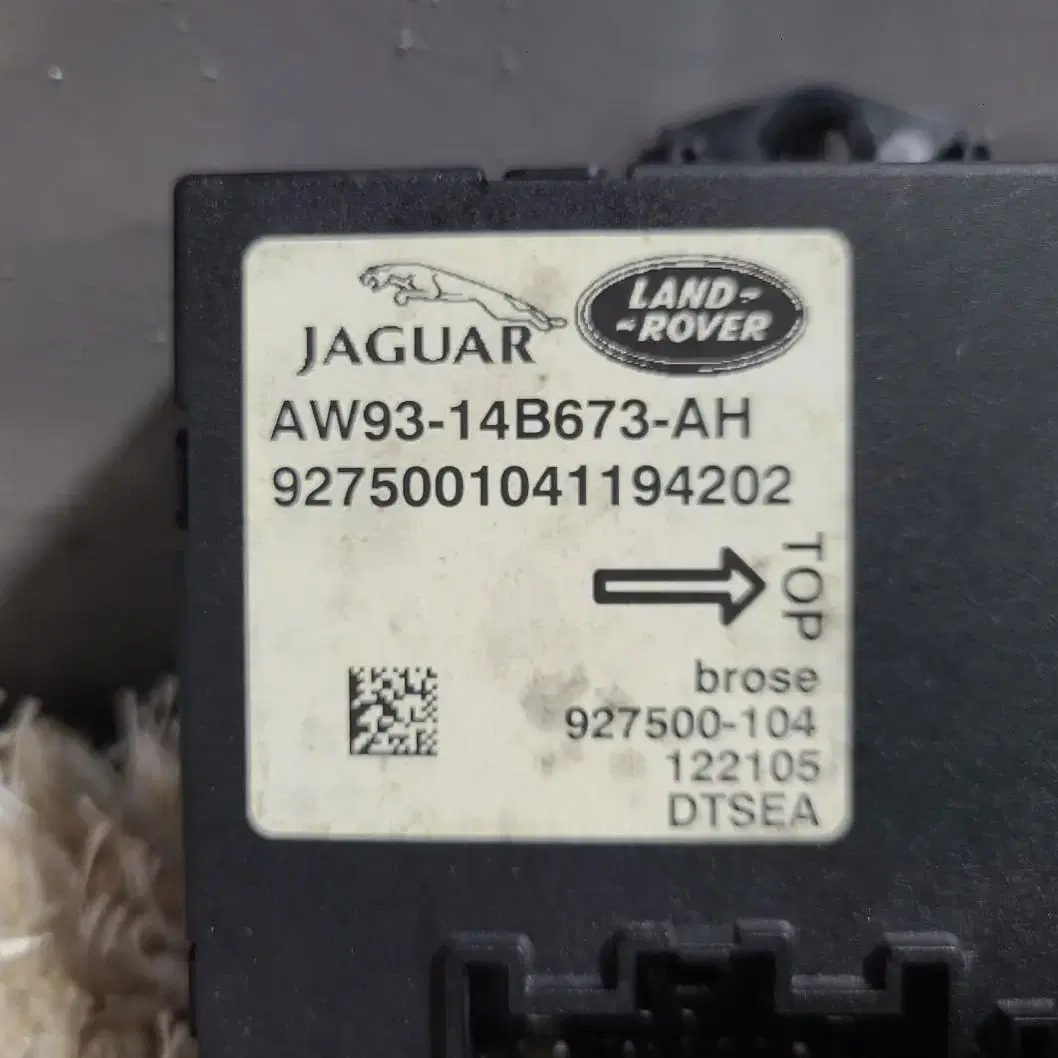 JAGUAR
LAND-
-ROVER
AW93-14B673-AH
9275001041194202
TOP
brose
927500-104
122105
DTSEA